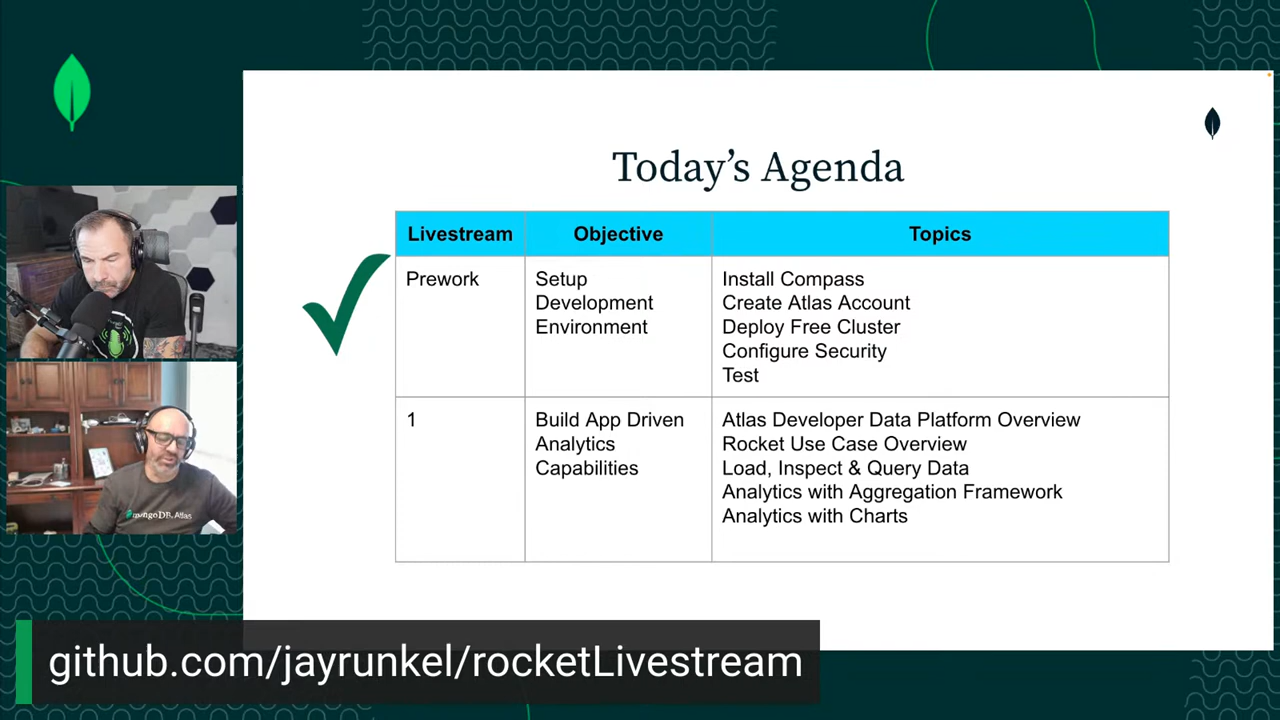 Today’s Agenda
Livestream Objective Topics
Prework
Setup
Development
Environment
Install Compass
Create Atlas Account
Deploy Free Cluster
Configure Security
Test
1
Build App Driven
Analytics
Capabilities
Atlas Developer Data Platform Overview
Rocket Use Case Overview
Load, Inspect & Query Data
Analytics with Aggregation Framework
Analytics with Charts
mongoDB. Atlas
github.com/jayrunkel/rocketLivestream